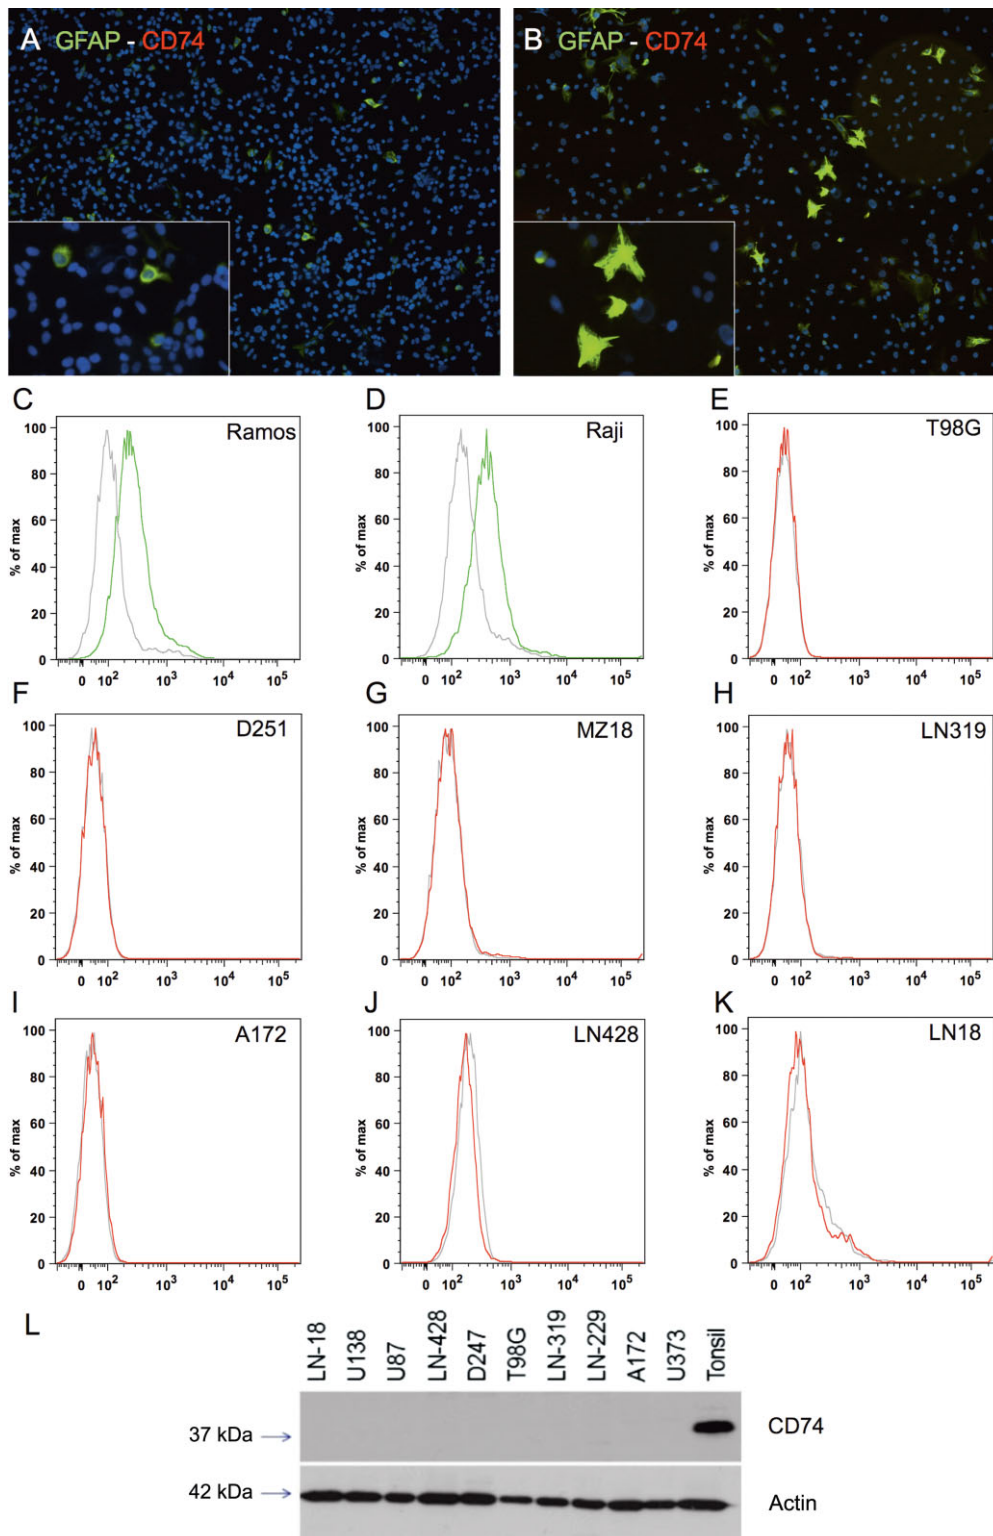 A GFAP - CD74
B GFAP - CD74
C
Ramos
% of max
100
80
60
40
20
0
0 10² 10³ 10⁴ 10⁵
D
Raji
% of max
100
80
60
40
20
0
0 10² 10³ 10⁴ 10⁵
E
T98G
% of max
100
80
60
40
20
0
0 10² 10³ 10⁴ 10⁵
F
D251
% of max
100
80
60
40
20
0
0 10² 10³ 10⁴ 10⁵
G
MZ18
% of max
100
80
60
40
20
0
0 10² 10³ 10⁴ 10⁵
H
LN319
% of max
100
80
60
40
20
0
0 10² 10³ 10⁴ 10⁵
I
A172
% of max
100
80
60
40
20
0
0 10² 10³ 10⁴ 10⁵
J
LN428
% of max
100
80
60
40
20
0
0 10² 10³ 10⁴ 10⁵
K
LN18
% of max
100
80
60
40
20
0
0 10² 10³ 10⁴ 10⁵
L
LN-18
U138
U87
LN-428
D247
T98G
LN-319
LN-229
A172
U373
Tonsil
37 kDa
CD74
42 kDa
Actin